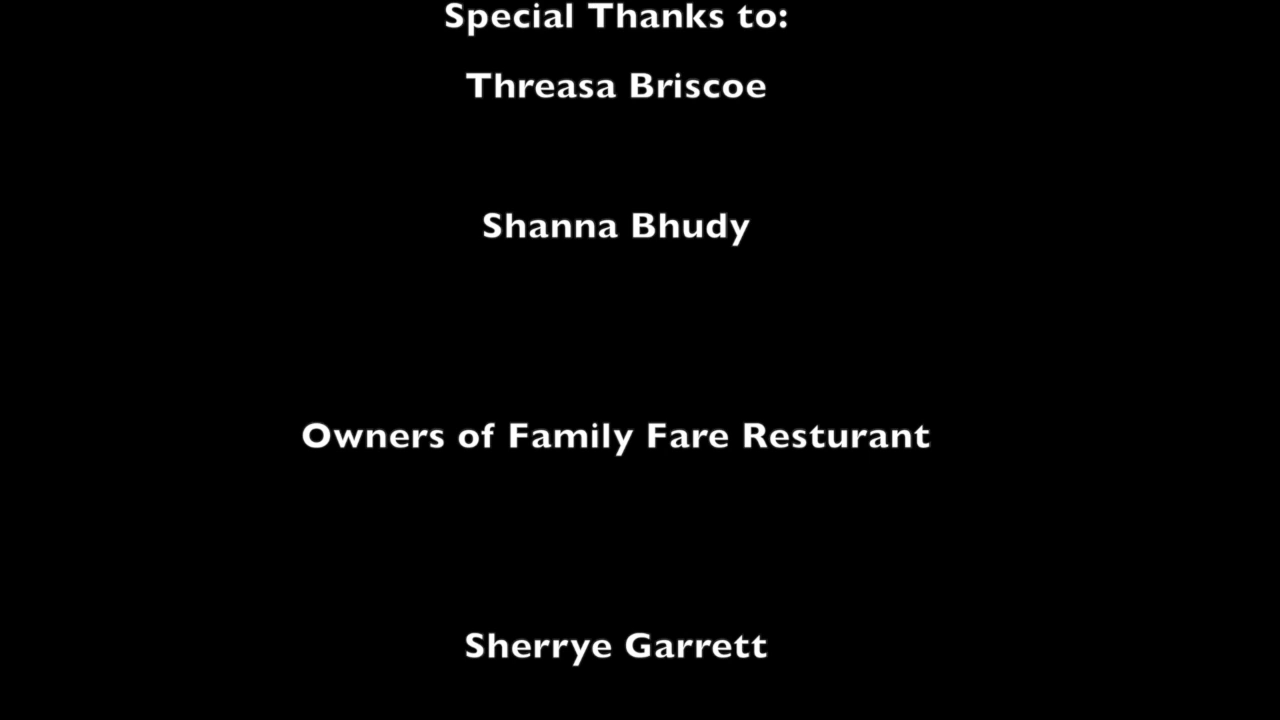 Special Thanks to:
Threasa Briscoe
Shanna Bhudy
Owners of Family Fare Resturant
Sherrye Garrett